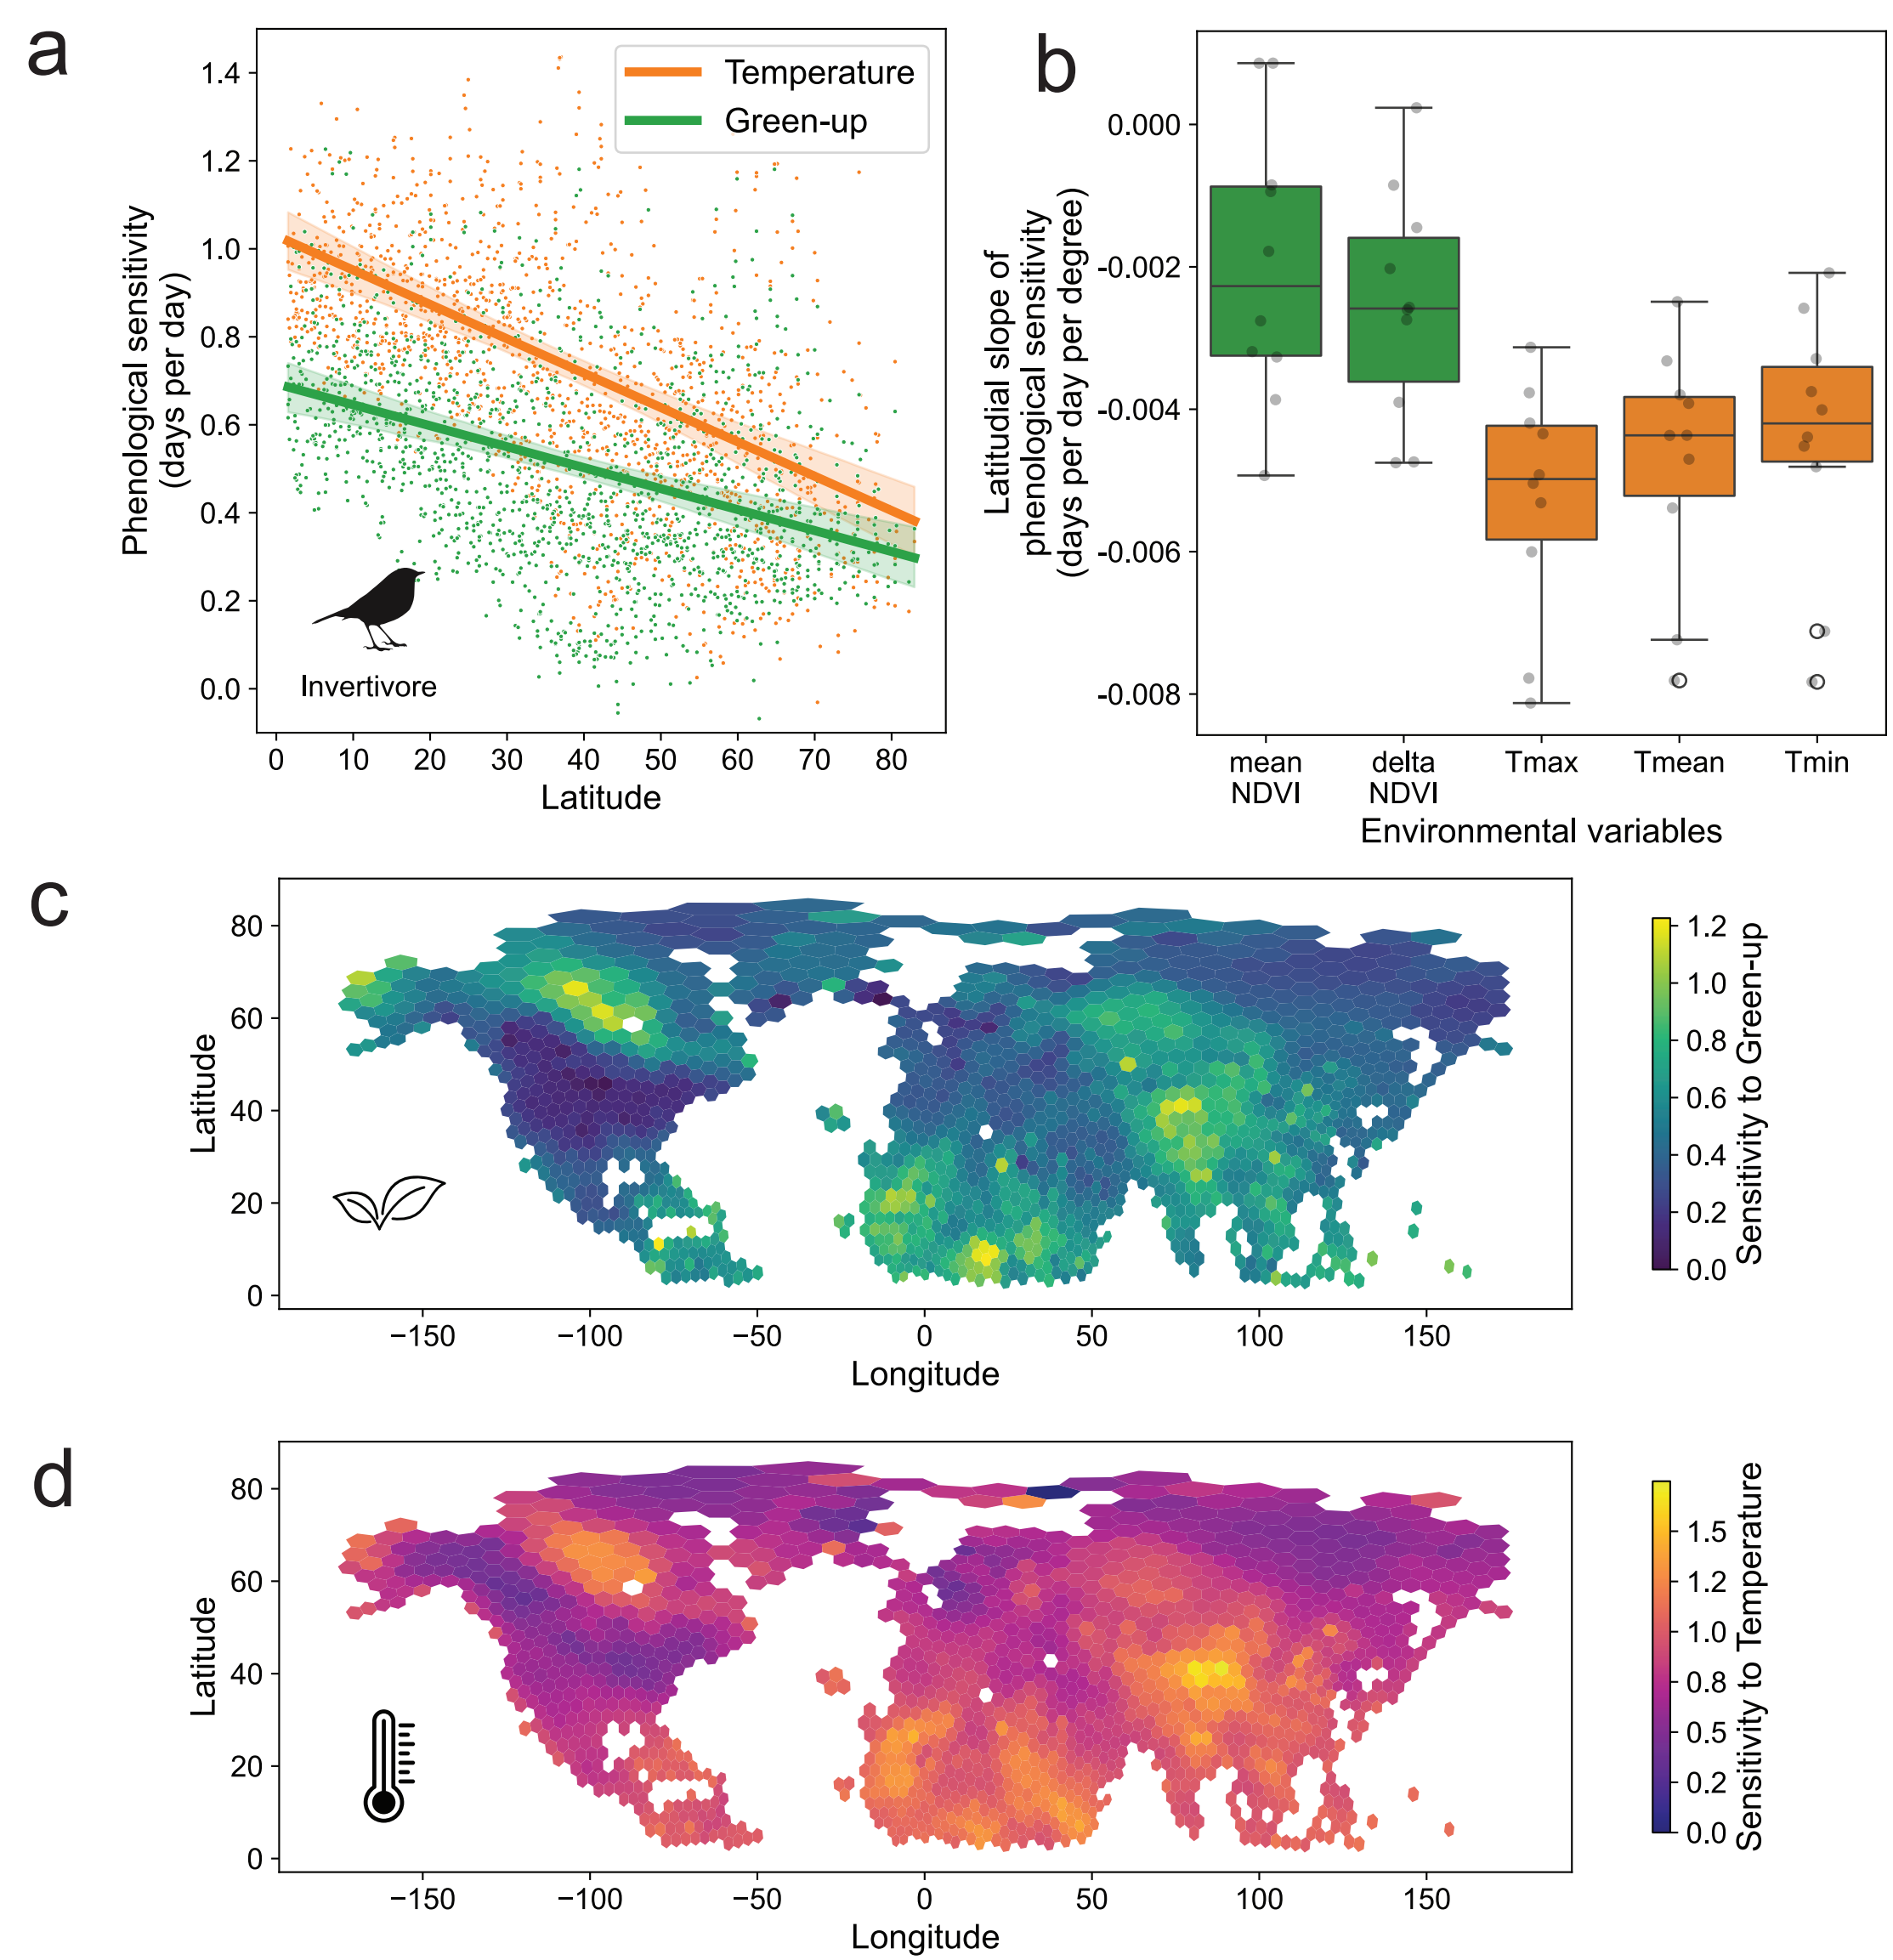 a
Phenological sensitivity
(days per day)
1.4
1.2
1.0
0.8
0.6
0.4
0.2
0.0
Temperature
Green-up
Invertivore
0 10 20 30 40 50 60 70 80
Latitude
b
Latitudial slope of
phenological sensitivity
(days per day per degree)
0.000
-0.002
-0.004
-0.006
-0.008
mean
NDVI
delta
NDVI
Tmax
Tmean
Tmin
Environmental variables
c
Latitude
80
60
40
20
0
−150 −100 −50 0 50 100 150
Longitude
1.2
1.0
0.8
0.6
0.4
0.2
0.0
Sensitivity to Green-up
d
Latitude
80
60
40
20
0
−150 −100 −50 0 50 100 150
Longitude
1.5
1.2
1.0
0.8
0.5
0.2
0.0
Sensitivity to Temperature